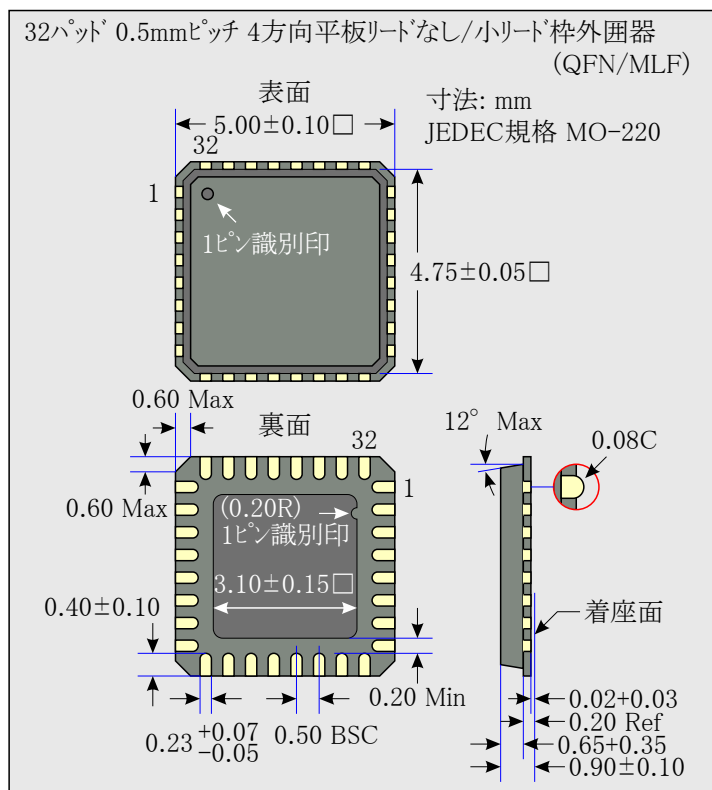 32ﾊﾟｯﾄﾞ 0.5mmﾋﾟｯﾁ 4方向平板ﾘｰﾄﾞなし/小ﾘｰﾄﾞ枠外囲器
(QFN/MLF)
表面
寸法: mm
5.00±0.10□
JEDEC規格 MO-220
32
1
1ﾋﾟﾝ識別印
4.75±0.05□
0.60 Max
裏面
32
12° Max
0.08C
1
0.60 Max
(0.20R)
1ﾋﾟﾝ識別印
3.10±0.15□
0.40±0.10
着座面
0.20 Min
0.02+0.03
0.20 Ref
0.23 +0.07
-0.05
0.50 BSC
0.65+0.35
0.90±0.10